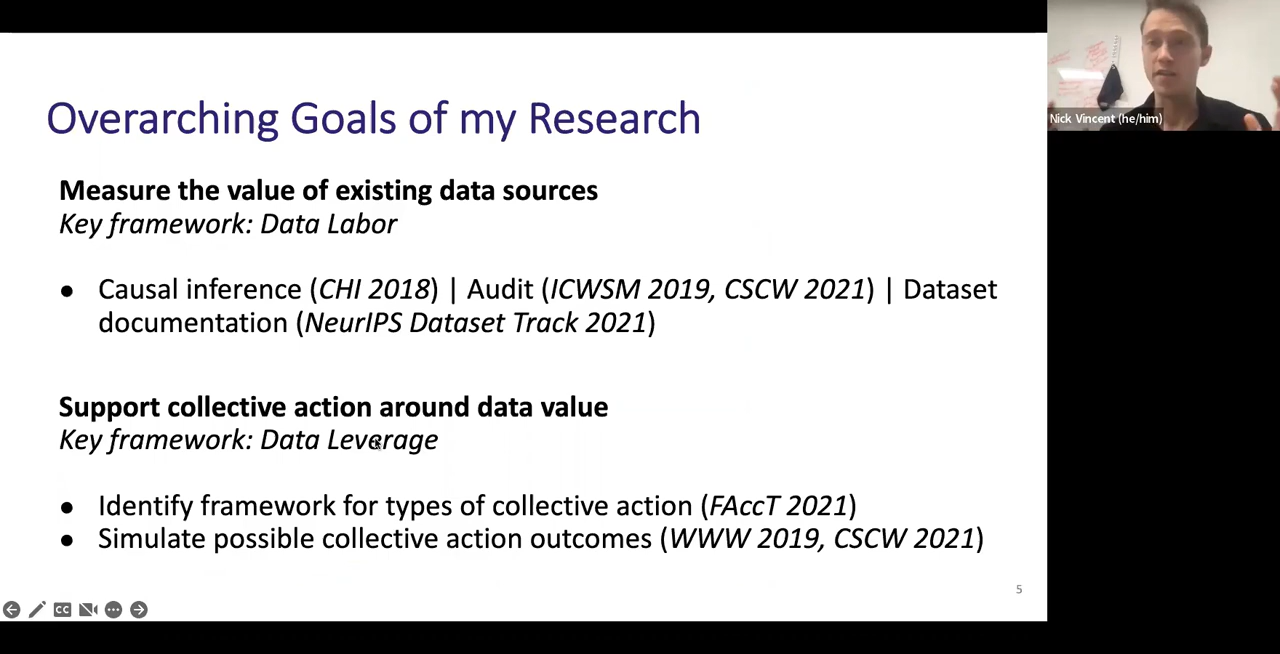 Overarching Goals of my Research
Nick Vincent (he/him)
Measure the value of existing data sources
Key framework: Data Labor
● Causal inference (CHI 2018) | Audit (ICWSM 2019, CSCW 2021) | Dataset
documentation (NeurIPS Dataset Track 2021)
Support collective action around data value
Key framework: Data Leverage
● Identify framework for types of collective action (FAccT 2021)
● Simulate possible collective action outcomes (WWW 2019, CSCW 2021)
5
CC